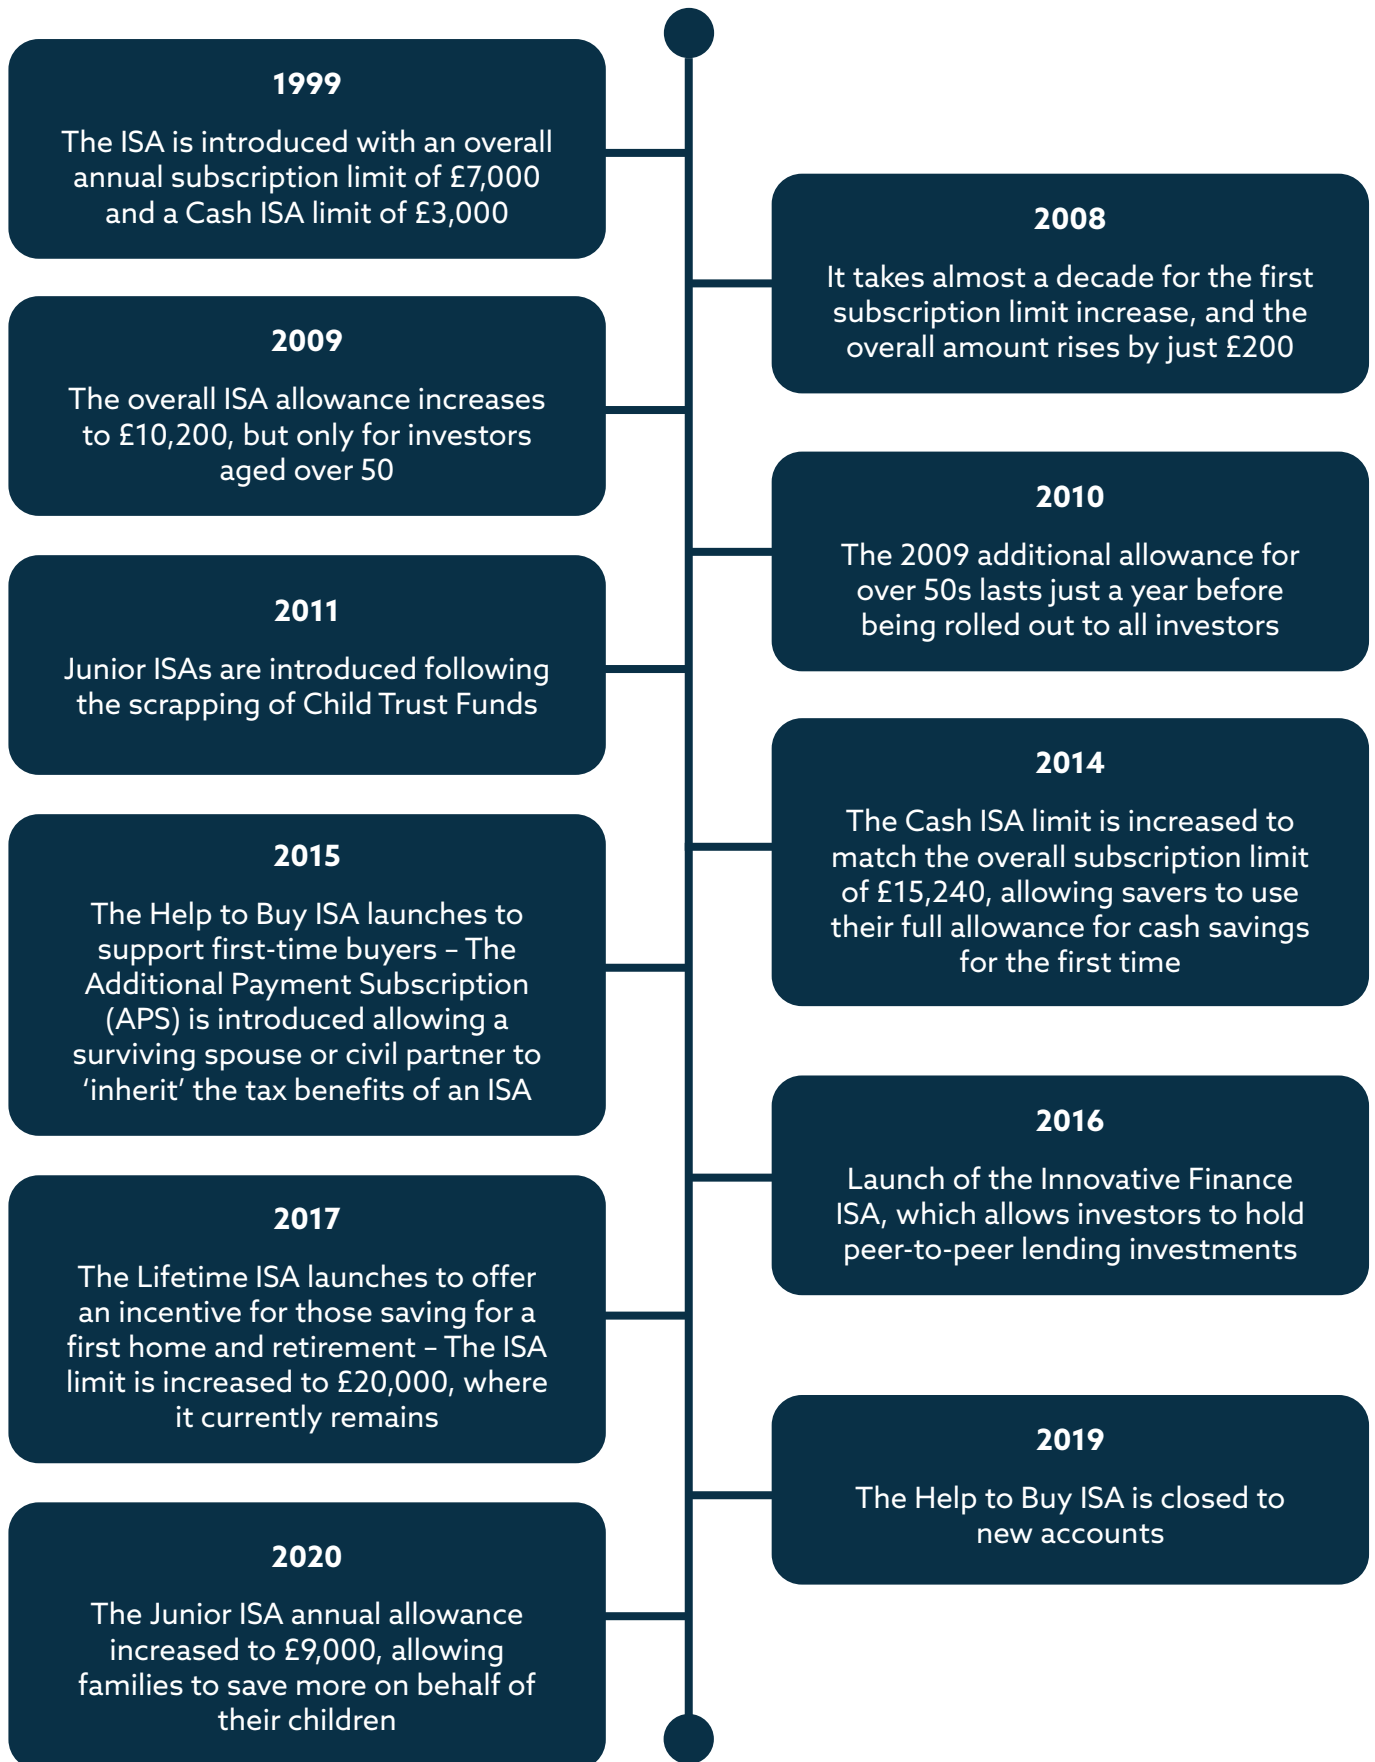 1999
The ISA is introduced with an overall
annual subscription limit of £7,000
and a Cash ISA limit of £3,000
2008
It takes almost a decade for the first
subscription limit increase, and the
overall amount rises by just £200
2009
The overall ISA allowance increases
to £10,200, but only for investors
aged over 50
2010
The 2009 additional allowance for
over 50s lasts just a year before
being rolled out to all investors
2011
Junior ISAs are introduced following
the scrapping of Child Trust Funds
2014
The Cash ISA limit is increased to
match the overall subscription limit
of £15,240, allowing savers to use
their full allowance for cash savings
for the first time
2015
The Help to Buy ISA launches to
support first-time buyers – The
Additional Payment Subscription
(APS) is introduced allowing a
surviving spouse or civil partner to
‘inherit’ the tax benefits of an ISA
2016
Launch of the Innovative Finance
ISA, which allows investors to hold
peer-to-peer lending investments
2017
The Lifetime ISA launches to offer
an incentive for those saving for a
first home and retirement – The ISA
limit is increased to £20,000, where
it currently remains
2019
The Help to Buy ISA is closed to
new accounts
2020
The Junior ISA annual allowance
increased to £9,000, allowing
families to save more on behalf of
their children